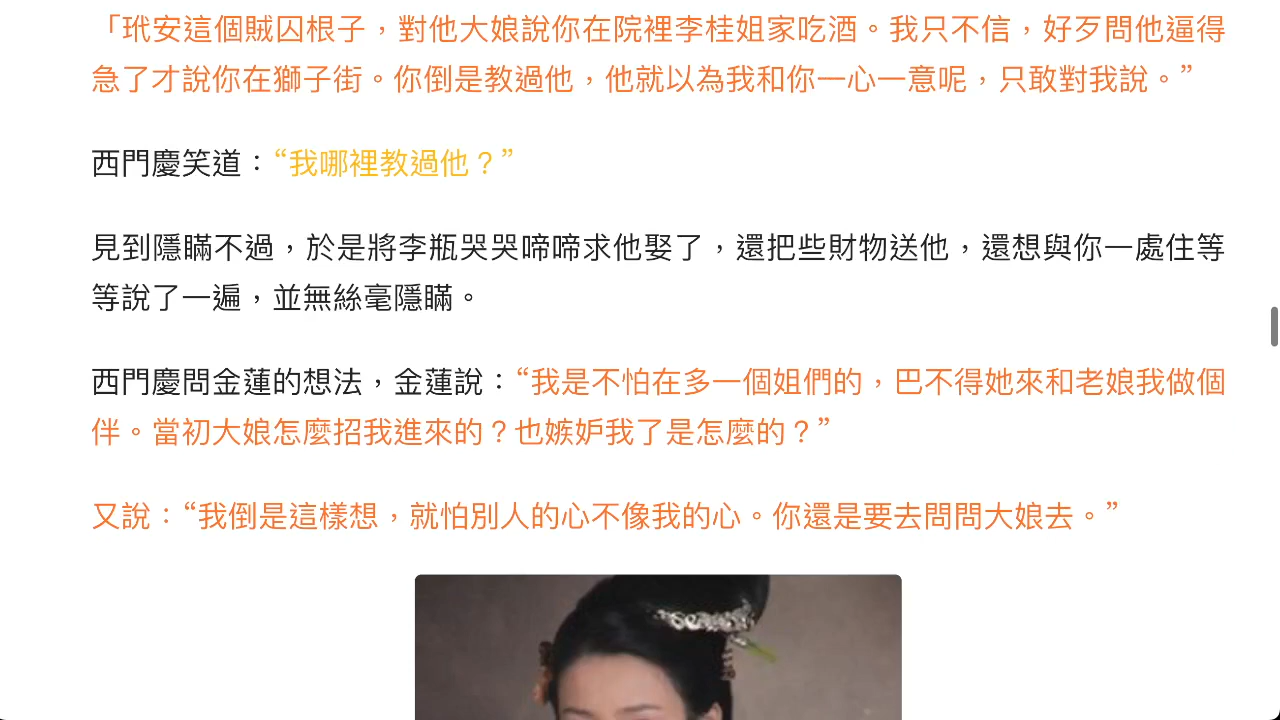 「玳安這個賊囚根子，對他大娘說你在院裡李桂姐家吃酒。我只不信，好歹問他逼得
急了才說你在獅子街。你倒是教過他，他就以為我和你一心一意呢，只敢對我說。”
西門慶笑道：“我哪裡教過他？”
見到隱瞞不過，於是將李瓶哭哭啼啼求他娶了，還把些財物送他，還想與你一處住等
等說了一遍，並無絲毫隱瞞。
西門慶問金蓮的想法，金蓮說：“我是不怕在多一個姐們的，巴不得她來和老娘我做個
伴。當初大娘怎麼招我進來的？也嫉妒我了是怎麼的？”
又說：“我倒是這樣想，就怕別人的心不像我的心。你還是要去問問大娘去。”